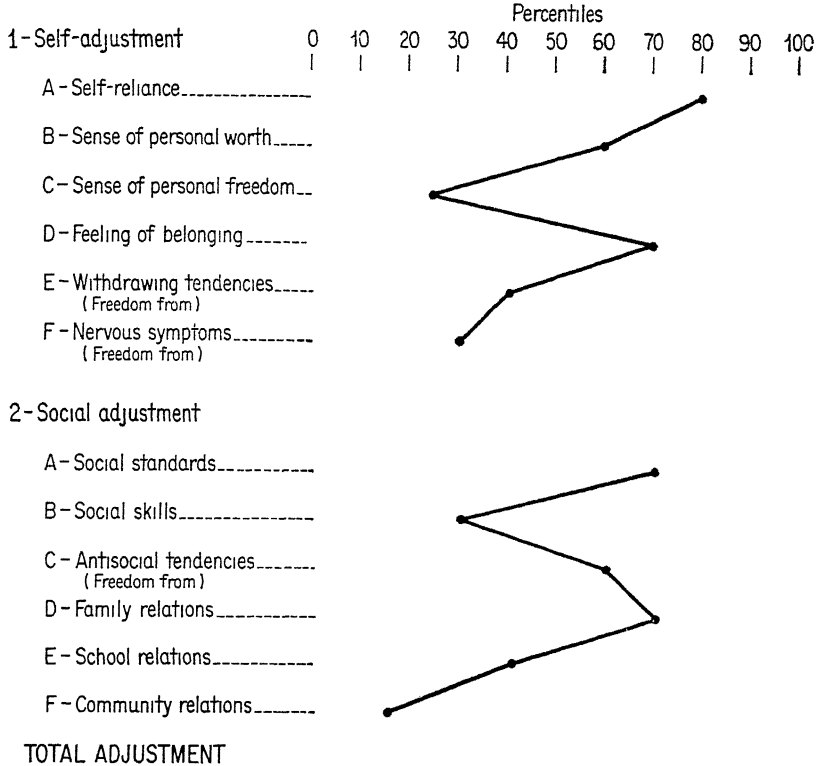 Percentiles
1-Self-adjustment 0 10 20 30 40 50 60 70 80 90 100
A-Self-reliance
B-Sense of personal worth
C-Sense of personal freedom
D-Feeling of belonging
E-Withdrawing tendencies
(Freedom from)
F-Nervous symptoms
(Freedom from)
2-Social adjustment
A-Social standards
B-Social skills
C-Antisocial tendencies
(Freedom from)
D-Family relations
E-School relations
F-Community relations
TOTAL ADJUSTMENT